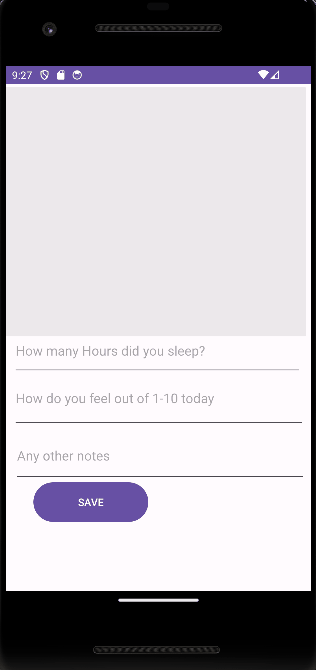 9:27
How many Hours did you sleep?
How do you feel out of 1-10 today
Any other notes
SAVE